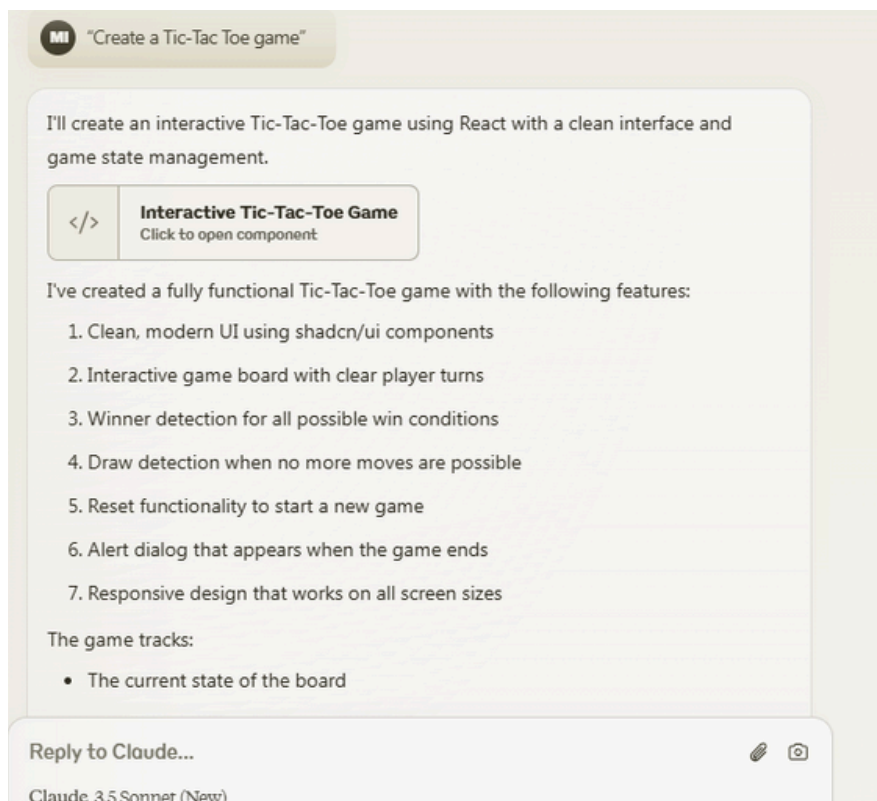 MI "Create a Tic-Tac Toe game"
I'll create an interactive Tic-Tac-Toe game using React with a clean interface and
game state management.
</> Interactive Tic-Tac-Toe Game
Click to open component
I've created a fully functional Tic-Tac-Toe game with the following features:
1. Clean, modern UI using shadcn/ui components
2. Interactive game board with clear player turns
3. Winner detection for all possible win conditions
4. Draw detection when no more moves are possible
5. Reset functionality to start a new game
6. Alert dialog that appears when the game ends
7. Responsive design that works on all screen sizes
The game tracks:
• The current state of the board
Reply to Claude...
Claude 3.5 Sonnet (New)